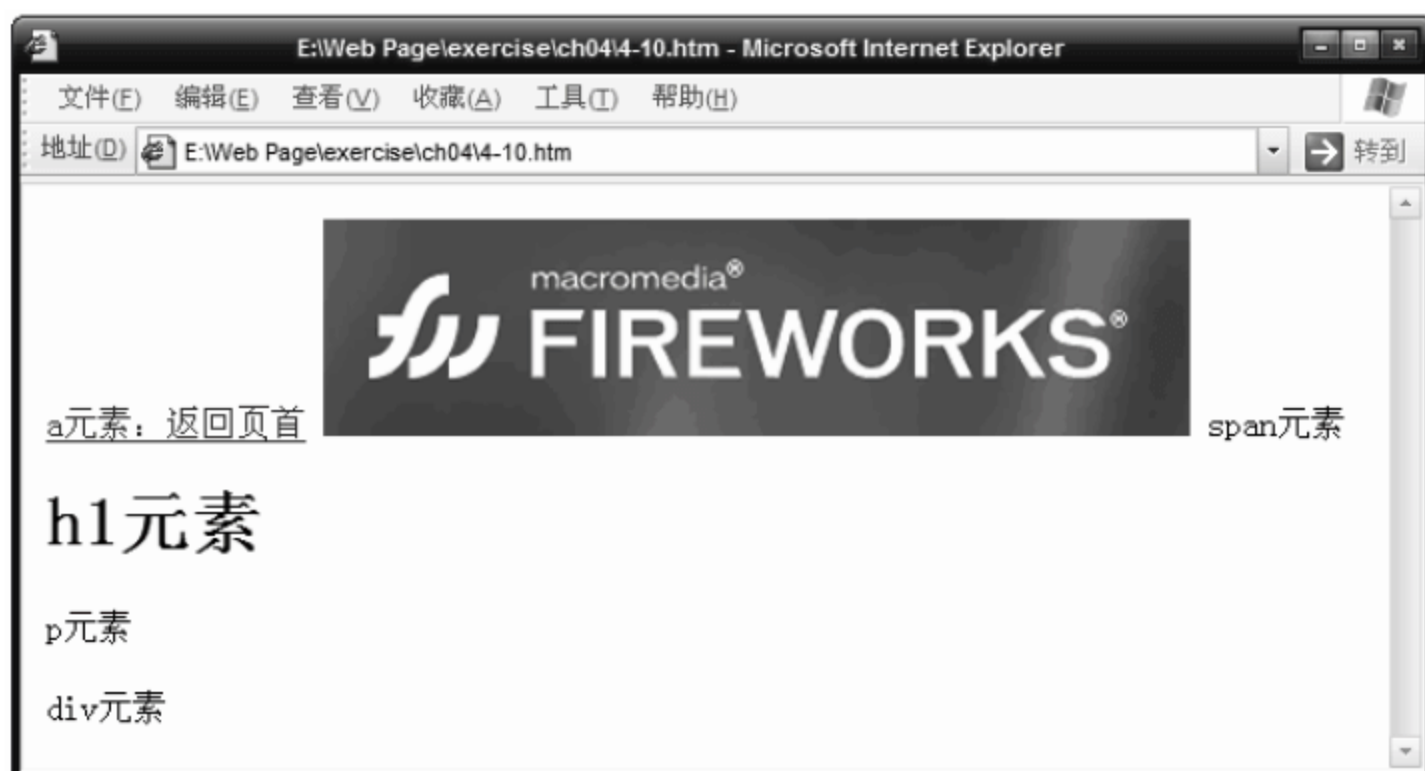 E:\Web Page\exercise\ch04\4-10.htm - Microsoft Internet Explorer
文件(F) 编辑(E) 查看(V) 收藏(A) 工具(T) 帮助(H)
地址(D) E:\Web Page\exercise\ch04\4-10.htm 转到
macromedia®
fw FIREWORKS®
a元素：返回页首 span元素
h1元素
p元素
div元素